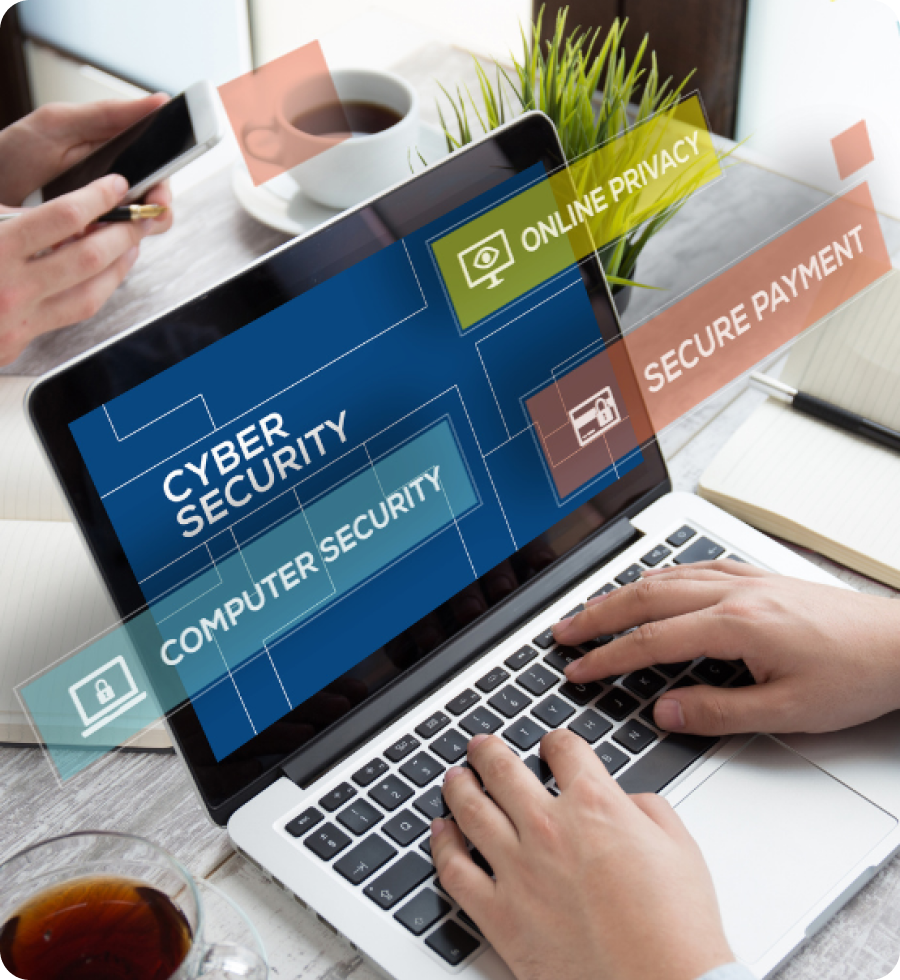 ONLINE PRIVACY
SECURE PAYMENT
CYBER
SECURITY
COMPUTER SECURITY